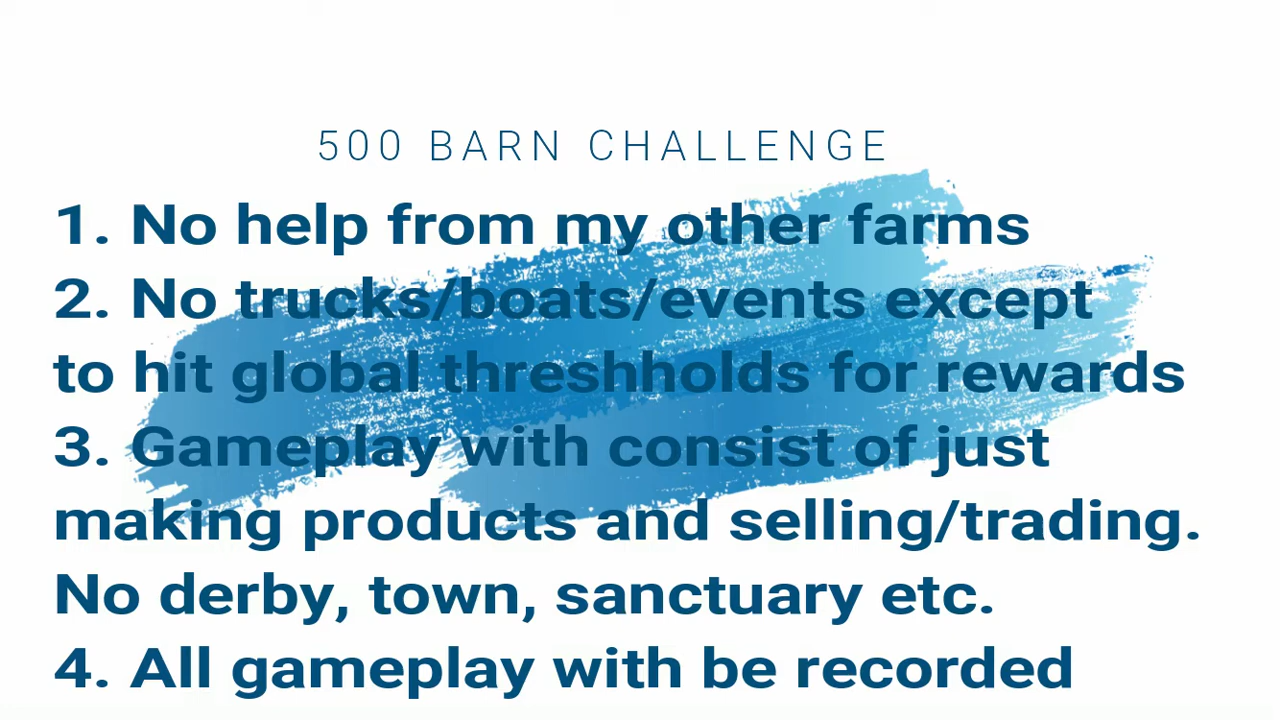 500 BARN CHALLENGE
1. No help from my other farms
2. No trucks/boats/events except
to hit global threshholds for rewards
3. Gameplay with consist of just
making products and selling/trading.
No derby, town, sanctuary etc.
4. All gameplay with be recorded